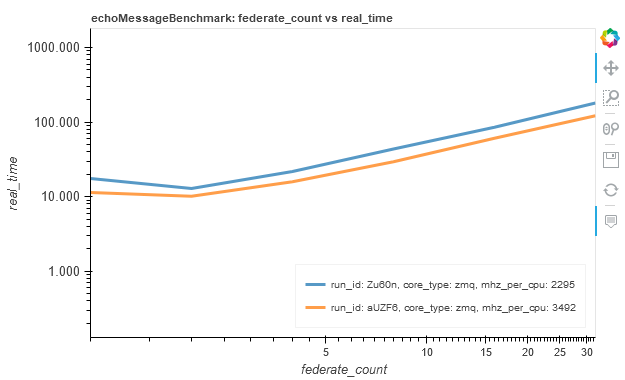 echoMessageBenchmark: federate_count vs real_time
1000.000
100.000
10.000
1.000
real_time
run_id: Zu60n, core_type: zmq, mhz_per_cpu: 2295
run_id: aUZF6, core_type: zmq, mhz_per_cpu: 3492
5
10
15
20
25
30
federate_count